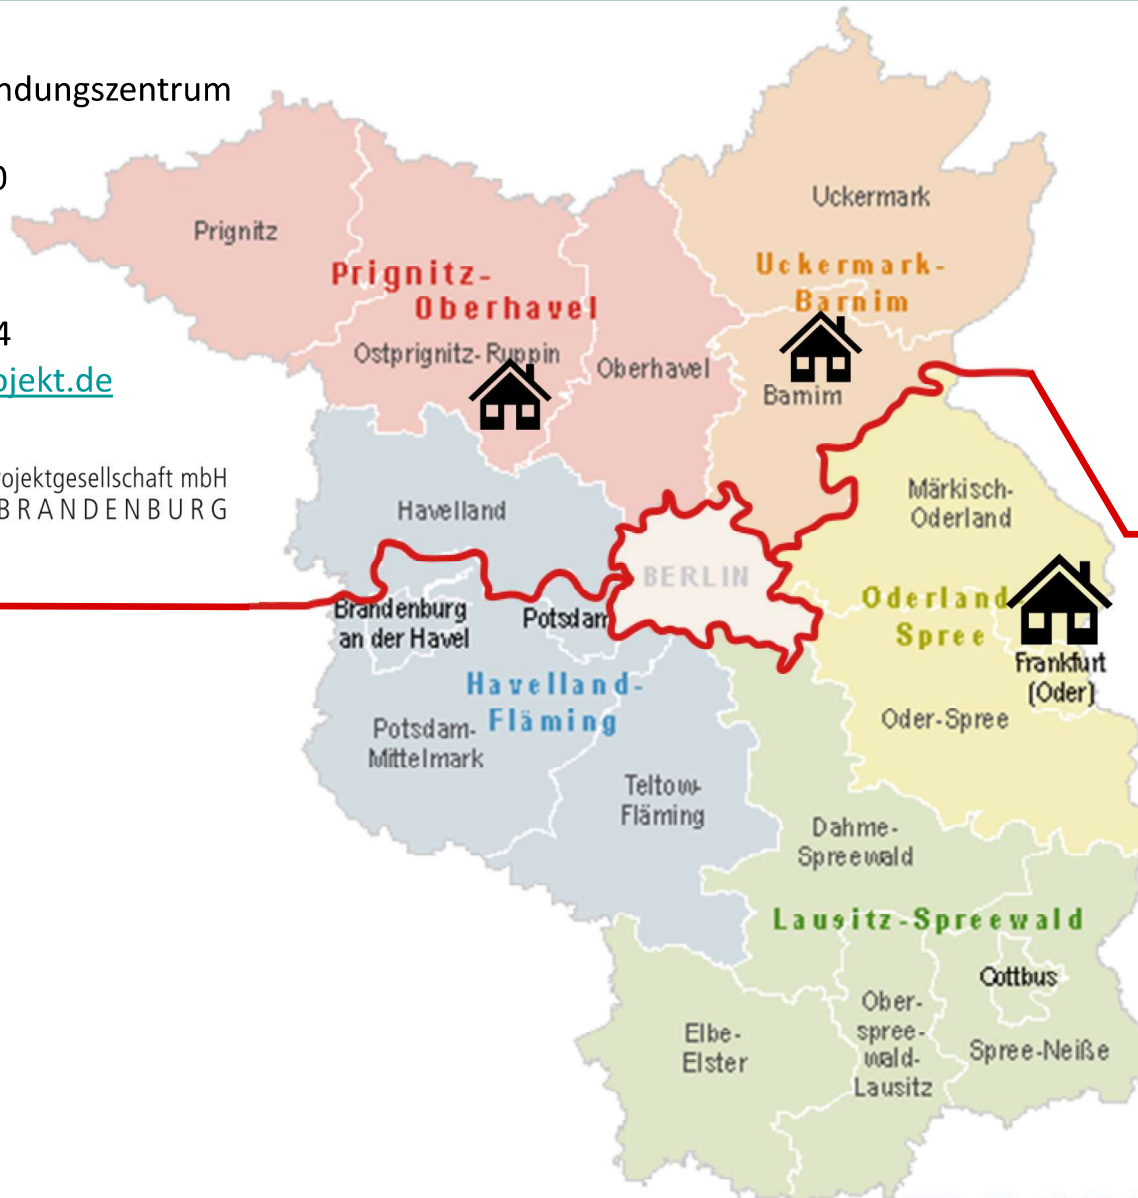 ndungszentrum
0
4
ojekt.de
rojektgesellschaft mbH
BRANDENBURG
Uckermark
Prignitz
Uckermark-
Barnim
Prignitz-
Oberhavel
Ostprignitz-Ruppin
Oberhavel
Barnim
Havelland
Märkisch-
Oderland
BERLIN
Oderland
Spree
Brandenburg
an der Havel
Potsdam
Frankfurt
(Oder)
Havelland-
Fläming
Potsdam-
Mittelmark
Oder-Spree
Teltow-
Fläming
Dahme-
Spreewald
Lausitz-Spreewald
Cottbus
Ober-
spree-
wald-
Lausitz
Elbe-
Elster
Spree-Neiße